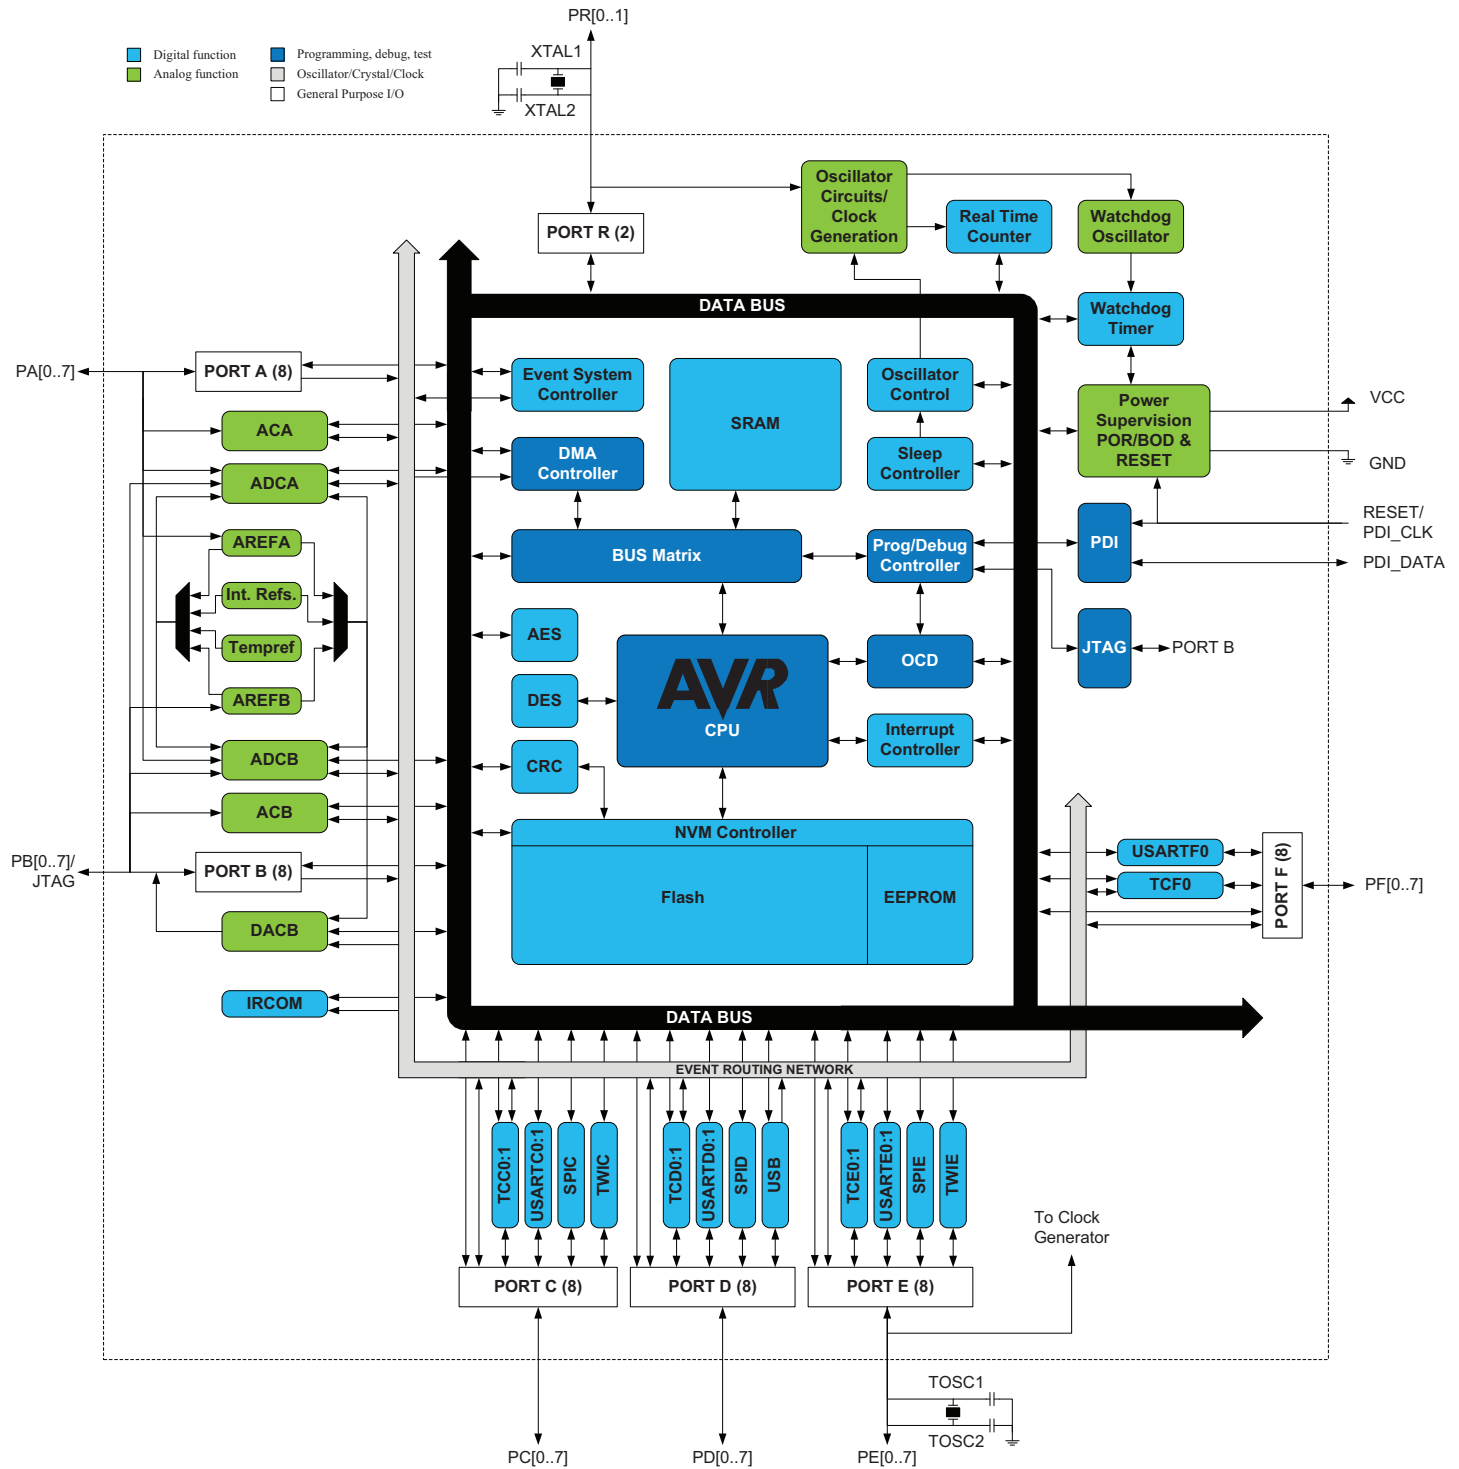 PR[0..1]
Digital function
Analog function
Programming, debug, test
Oscillator/Crystal/Clock
General Purpose I/O
XTAL1
XTAL2
Oscillator
Circuits/
Clock
Generation
Real Time
Counter
Watchdog
Oscillator
PORT R (2)
DATA BUS
Watchdog
Timer
PA[0..7]
PORT A (8)
Event System
Controller
SRAM
Oscillator
Control
Power
Supervision
POR/BOD &
RESET
VCC
GND
ACA
DMA
Controller
Sleep
Controller
ADCA
RESET/
PDI_CLK
PDI_DATA
AREFA
BUS Matrix
Prog/Debug
Controller
PDI
Int. Refs.
AES
Tempref
AVR
CPU
OCD
JTAG
PORT B
AREFB
DES
Interrupt
Controller
ADCB
CRC
ACB
NVM Controller
Flash
EEPROM
PB[0..7]/
JTAG
PORT B (8)
DACB
IRCOM
USARTF0
TCF0
PORT F (8)
PF[0..7]
DATA BUS
EVENT ROUTING NETWORK
TCC0:1
USARTC0:1
SPIC
TWIC
TCD0:1
USARTD0:1
SPID
USB
TCE0:1
USARTE0:1
SPIE
TWIE
To Clock
Generator
PORT C (8)
PORT D (8)
PORT E (8)
TOSC1
TOSC2
PC[0..7]
PD[0..7]
PE[0..7]